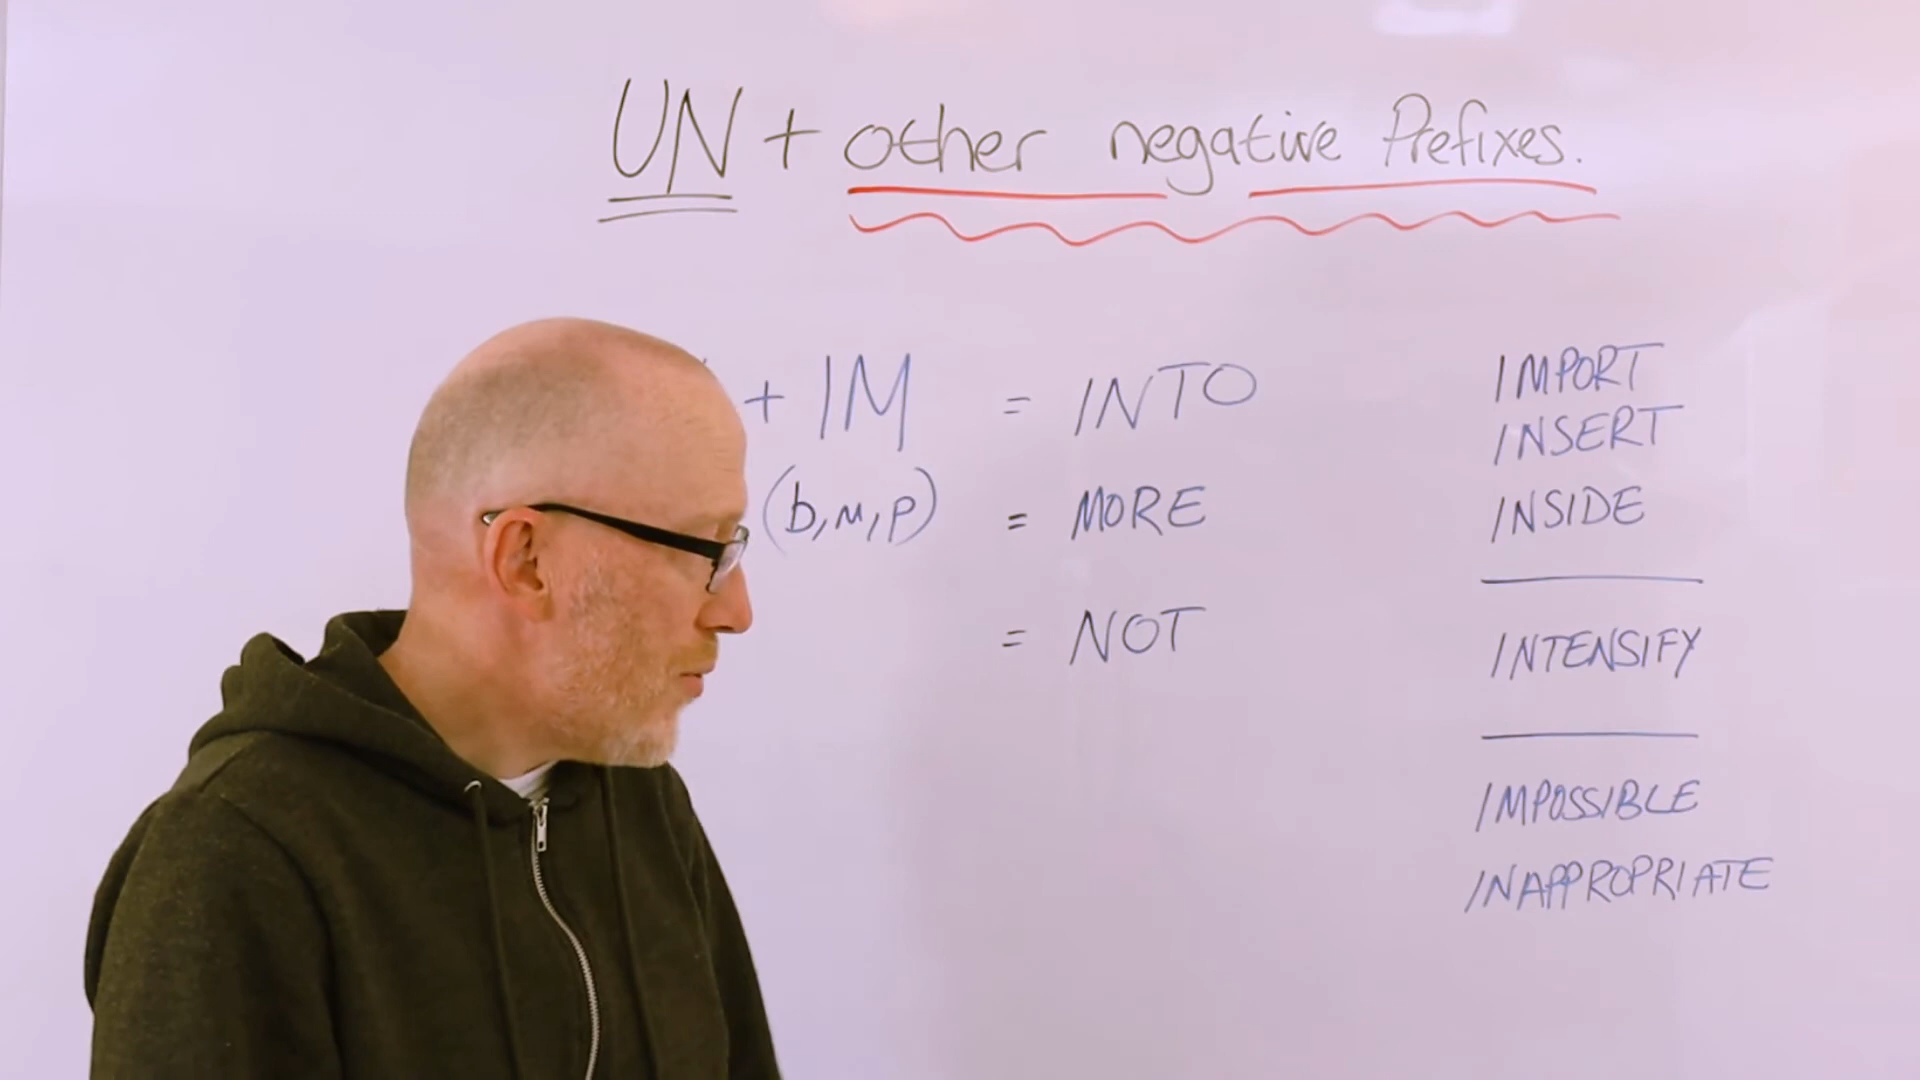 UN + other negative Prefixes.
+ IM = INTO
(b,m,p) = MORE
= NOT
IMPORT
INSERT
INSIDE
INTENSIFY
IMPOSSIBLE
INAPPROPRIATE